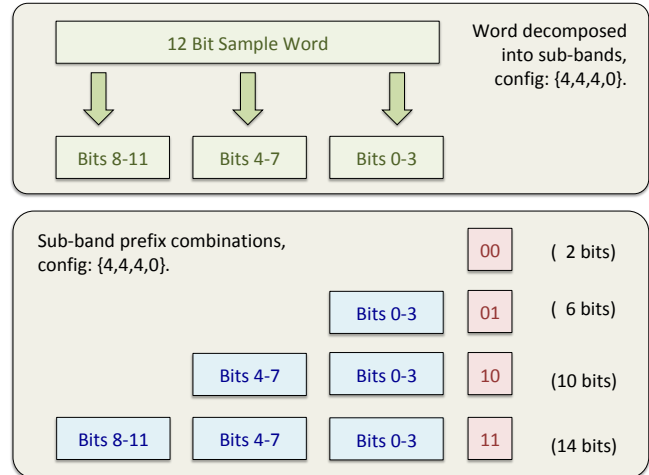 12 Bit Sample Word
Word decomposed
into sub-bands,
config: {4,4,4,0}.
Bits 8-11 Bits 4-7 Bits 0-3
Sub-band prefix combinations,
config: {4,4,4,0}.
00 ( 2 bits)
Bits 0-3 01 ( 6 bits)
Bits 4-7 Bits 0-3 10 (10 bits)
Bits 8-11 Bits 4-7 Bits 0-3 11 (14 bits)